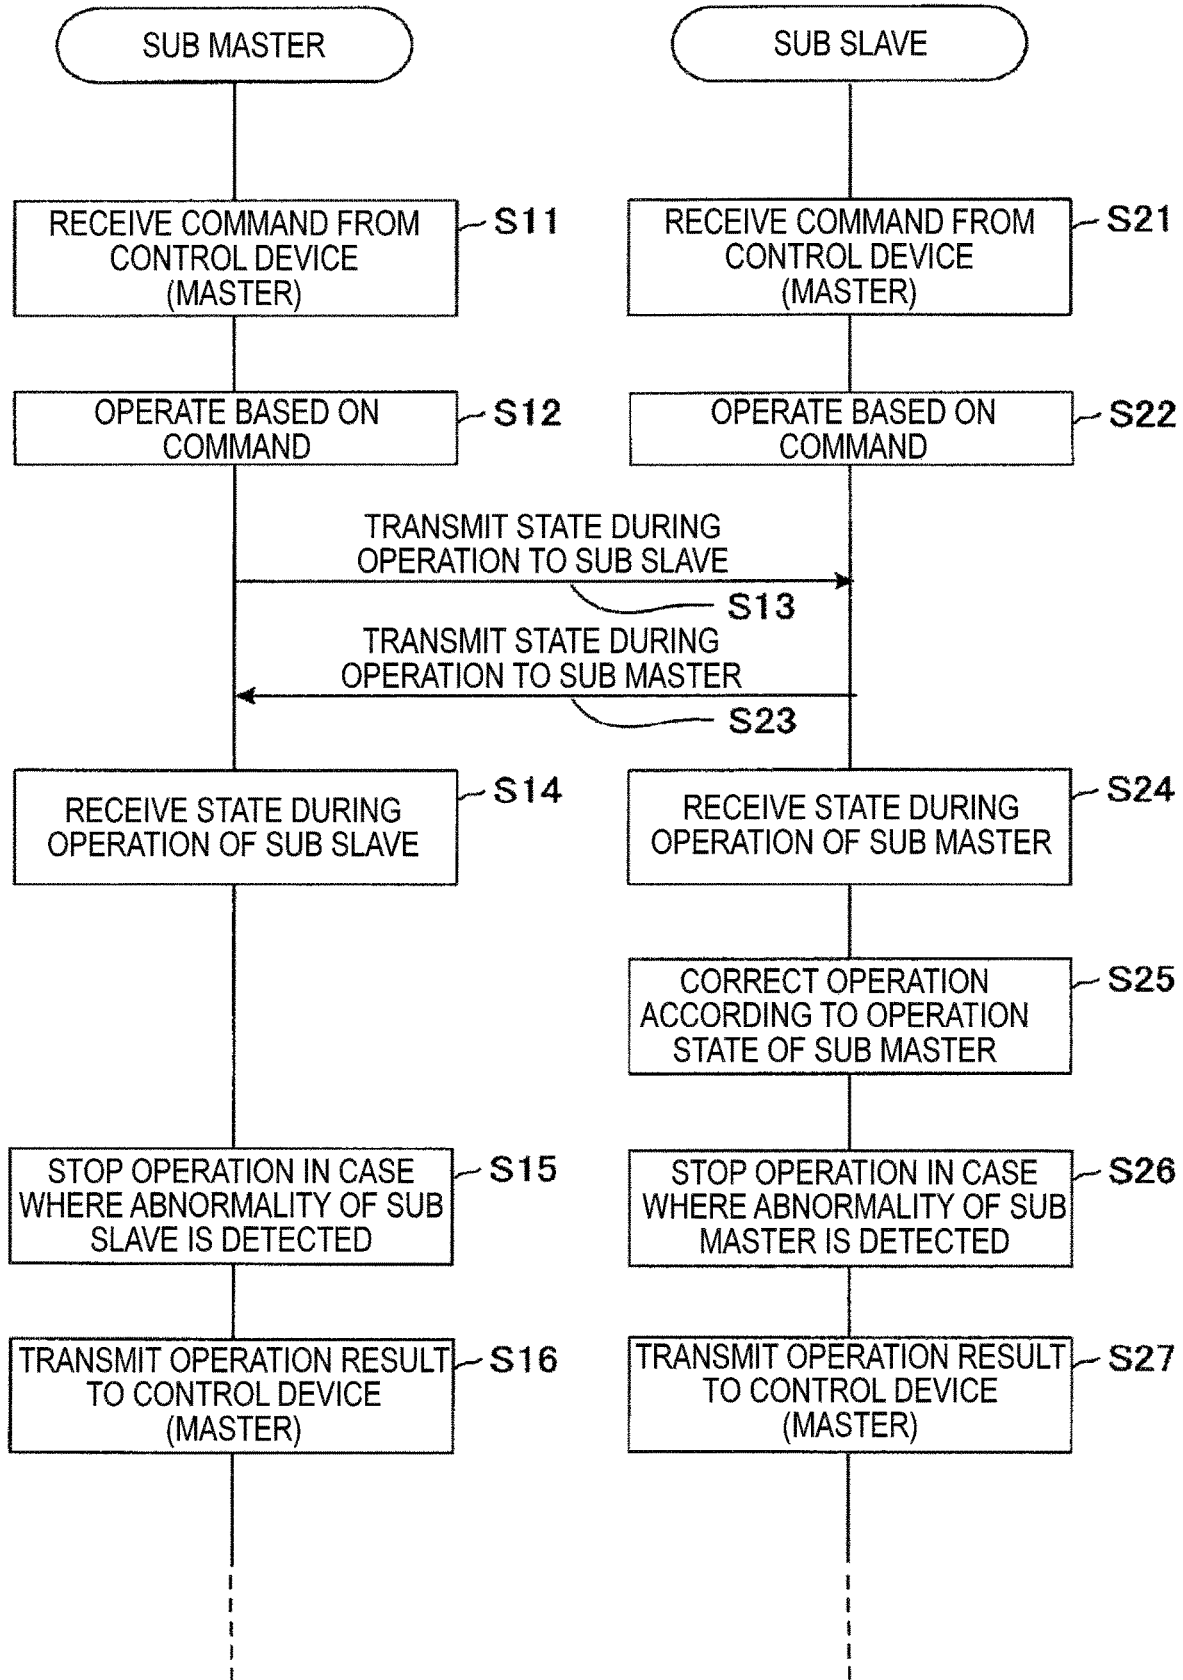 SUB MASTER
SUB SLAVE
RECEIVE COMMAND FROM
CONTROL DEVICE
(MASTER)
S11
RECEIVE COMMAND FROM
CONTROL DEVICE
(MASTER)
S21
OPERATE BASED ON
COMMAND
S12
OPERATE BASED ON
COMMAND
S22
TRANSMIT STATE DURING
OPERATION TO SUB SLAVE
S13
TRANSMIT STATE DURING
OPERATION TO SUB MASTER
S23
RECEIVE STATE DURING
OPERATION OF SUB SLAVE
S14
RECEIVE STATE DURING
OPERATION OF SUB MASTER
S24
CORRECT OPERATION
ACCORDING TO OPERATION
STATE OF SUB MASTER
S25
STOP OPERATION IN CASE
WHERE ABNORMALITY OF SUB
SLAVE IS DETECTED
S15
STOP OPERATION IN CASE
WHERE ABNORMALITY OF SUB
MASTER IS DETECTED
S26
TRANSMIT OPERATION RESULT
TO CONTROL DEVICE
(MASTER)
S16
TRANSMIT OPERATION RESULT
TO CONTROL DEVICE
(MASTER)
S27